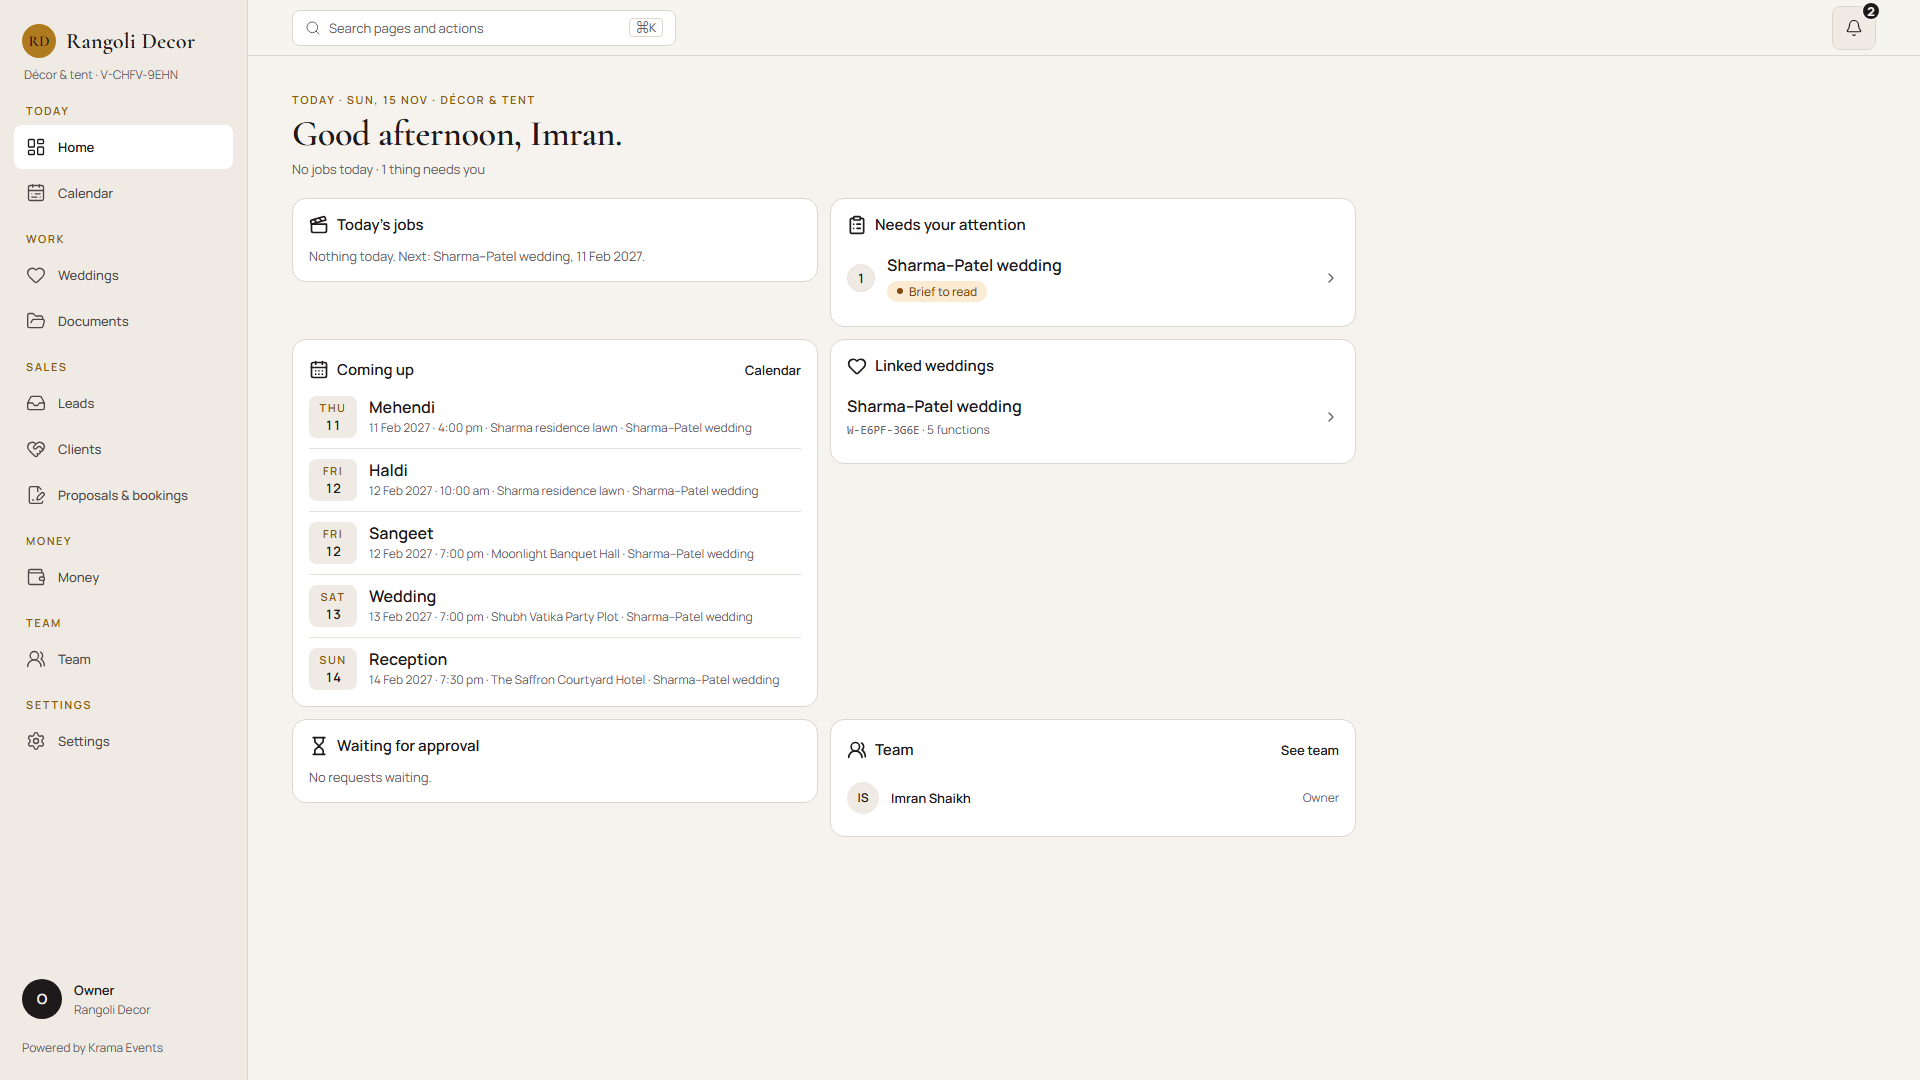 RD
Rangoli Decor
Décor & tent · V-CHFV-9EHN
TODAY
Home
Calendar
WORK
Weddings
Documents
SALES
Leads
Clients
Proposals & bookings
MONEY
Money
TEAM
Team
SETTINGS
Settings
O
Owner
Rangoli Decor
Powered by Krama Events
Search pages and actions
⌘K
2
TODAY · SUN, 15 NOV · DÉCOR & TENT
Good afternoon, Imran.
No jobs today · 1 thing needs you
Today's jobs
Nothing today. Next: Sharma–Patel wedding, 11 Feb 2027.
Needs your attention
1
Sharma–Patel wedding
Brief to read
Coming up
Calendar
THU
11
Mehendi
11 Feb 2027 · 4:00 pm · Sharma residence lawn · Sharma–Patel wedding
FRI
12
Haldi
12 Feb 2027 · 10:00 am · Sharma residence lawn · Sharma–Patel wedding
FRI
12
Sangeet
12 Feb 2027 · 7:00 pm · Moonlight Banquet Hall · Sharma–Patel wedding
SAT
13
Wedding
13 Feb 2027 · 7:00 pm · Shubh Vatika Party Plot · Sharma–Patel wedding
SUN
14
Reception
14 Feb 2027 · 7:30 pm · The Saffron Courtyard Hotel · Sharma–Patel wedding
Linked weddings
Sharma–Patel wedding
W-E6PF-3G6E · 5 functions
Waiting for approval
No requests waiting.
Team
See team
IS
Imran Shaikh
Owner